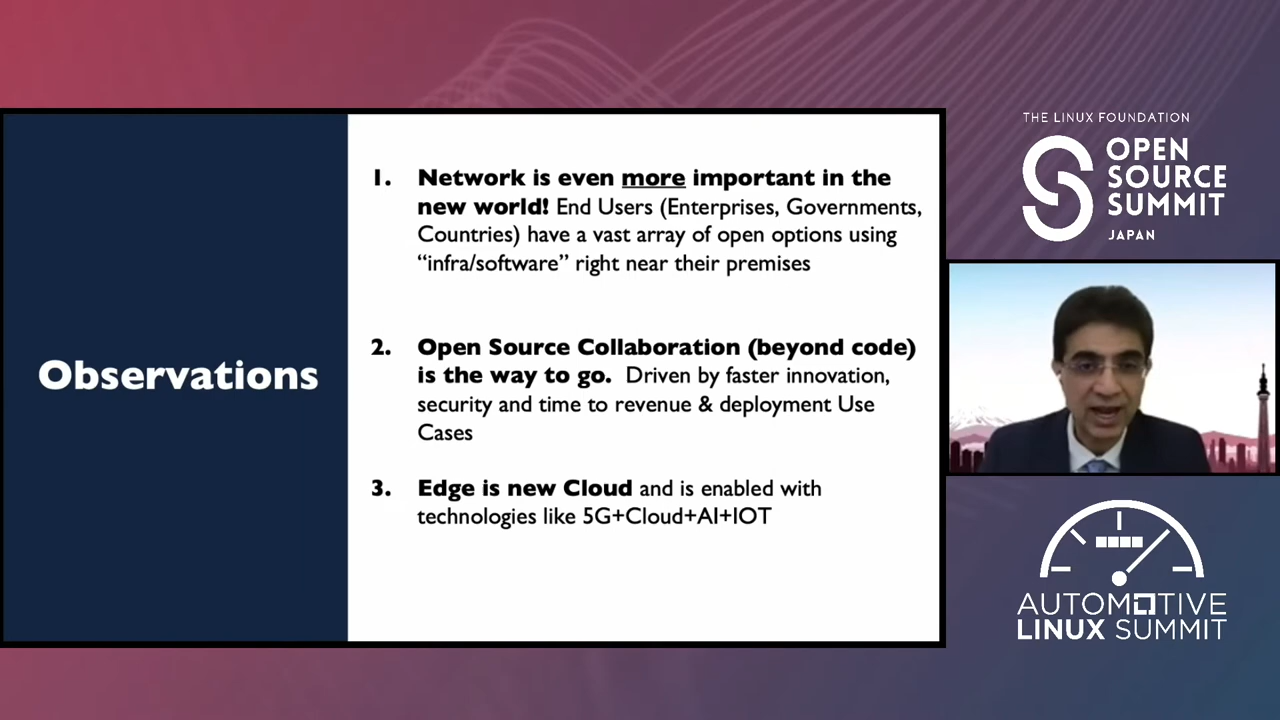 Observations
1. Network is even more important in the
new world! End Users (Enterprises, Governments,
Countries) have a vast array of open options using
“infra/software” right near their premises
2. Open Source Collaboration (beyond code)
is the way to go. Driven by faster innovation,
security and time to revenue & deployment Use
Cases
3. Edge is new Cloud and is enabled with
technologies like 5G+Cloud+AI+IOT
THE LINUX FOUNDATION
OPEN
SOURCE
SUMMIT
JAPAN
AUTOMOTIVE
LINUX SUMMIT